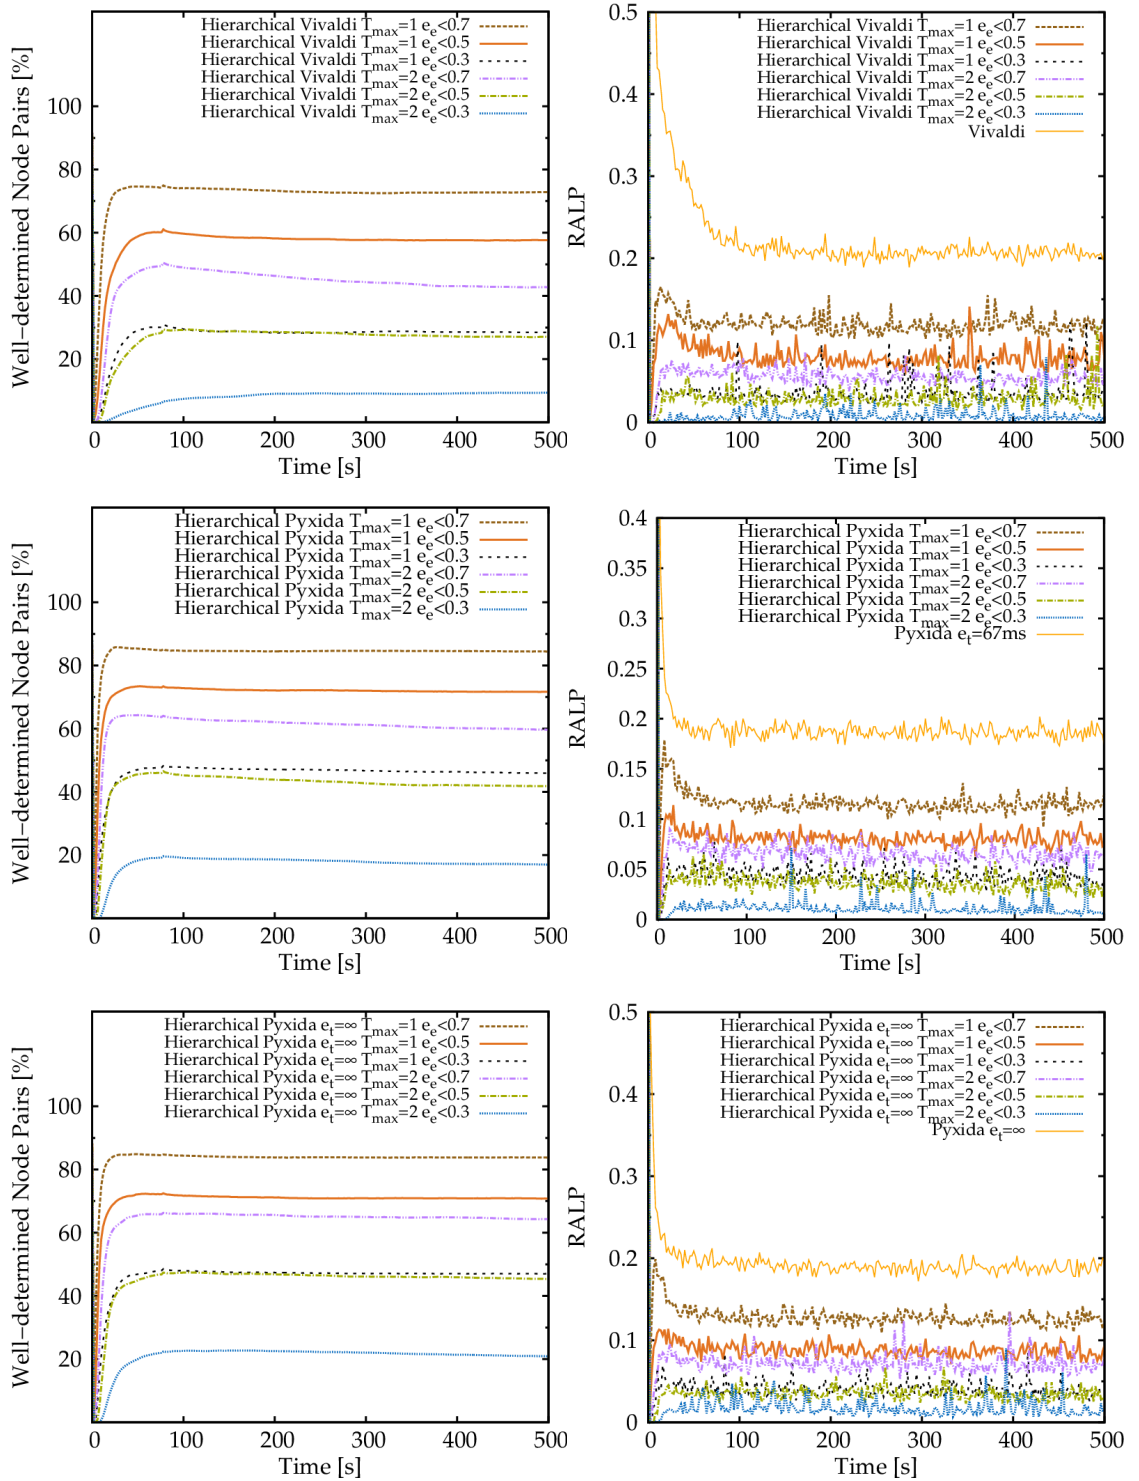 Well–determined Node Pairs [%]
100
80
60
40
20
0
100
200
300
400
500
Time [s]
Hierarchical Vivaldi Tmax=1 ee<0.7
Hierarchical Vivaldi Tmax=1 ee<0.5
Hierarchical Vivaldi Tmax=1 ee<0.3
Hierarchical Vivaldi Tmax=2 ee<0.7
Hierarchical Vivaldi Tmax=2 ee<0.5
Hierarchical Vivaldi Tmax=2 ee<0.3
RALP
0.5
0.4
0.3
0.2
0.1
0
0
100
200
300
400
500
Time [s]
Hierarchical Vivaldi Tmax=1 ee<0.7
Hierarchical Vivaldi Tmax=1 ee<0.5
Hierarchical Vivaldi Tmax=1 ee<0.3
Hierarchical Vivaldi Tmax=2 ee<0.7
Hierarchical Vivaldi Tmax=2 ee<0.5
Hierarchical Vivaldi Tmax=2 ee<0.3
Vivaldi
Well–determined Node Pairs [%]
100
80
60
40
20
0
100
200
300
400
500
Time [s]
Hierarchical Pyxida Tmax=1 ee<0.7
Hierarchical Pyxida Tmax=1 ee<0.5
Hierarchical Pyxida Tmax=1 ee<0.3
Hierarchical Pyxida Tmax=2 ee<0.7
Hierarchical Pyxida Tmax=2 ee<0.5
Hierarchical Pyxida Tmax=2 ee<0.3
RALP
0.4
0.35
0.3
0.25
0.2
0.15
0.1
0.05
0
0
100
200
300
400
500
Time [s]
Hierarchical Pyxida Tmax=1 ee<0.7
Hierarchical Pyxida Tmax=1 ee<0.5
Hierarchical Pyxida Tmax=1 ee<0.3
Hierarchical Pyxida Tmax=2 ee<0.7
Hierarchical Pyxida Tmax=2 ee<0.5
Hierarchical Pyxida Tmax=2 ee<0.3
Pyxida et=67ms
Well–determined Node Pairs [%]
100
80
60
40
20
0
100
200
300
400
500
Time [s]
Hierarchical Pyxida et=∞ Tmax=1 ee<0.7
Hierarchical Pyxida et=∞ Tmax=1 ee<0.5
Hierarchical Pyxida et=∞ Tmax=1 ee<0.3
Hierarchical Pyxida et=∞ Tmax=2 ee<0.7
Hierarchical Pyxida et=∞ Tmax=2 ee<0.5
Hierarchical Pyxida et=∞ Tmax=2 ee<0.3
RALP
0.5
0.4
0.3
0.2
0.1
0
0
100
200
300
400
500
Time [s]
Hierarchical Pyxida et=∞ Tmax=1 ee<0.7
Hierarchical Pyxida et=∞ Tmax=1 ee<0.5
Hierarchical Pyxida et=∞ Tmax=1 ee<0.3
Hierarchical Pyxida et=∞ Tmax=2 ee<0.7
Hierarchical Pyxida et=∞ Tmax=2 ee<0.5
Hierarchical Pyxida et=∞ Tmax=2 ee<0.3
Pyxida et=∞